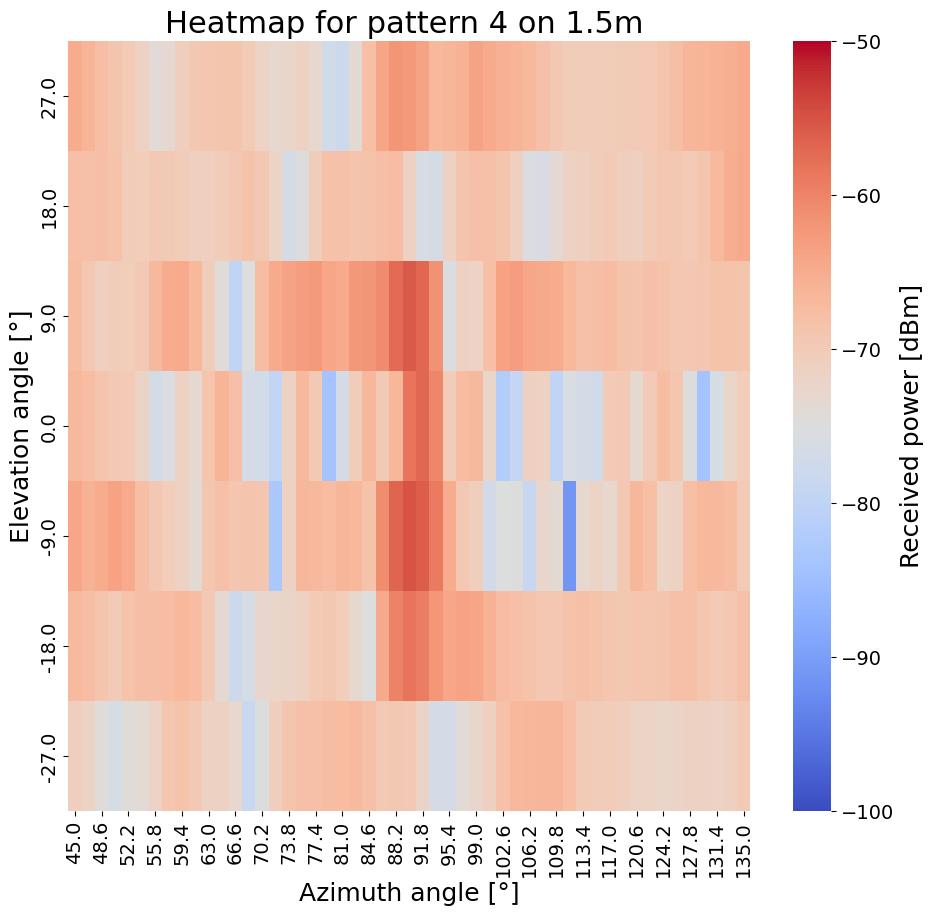 Heatmap for pattern 4 on 1.5m
Elevation angle [°]
27.0
18.0
9.0
0.0
-9.0
-18.0
-27.0
45.0 48.6 52.2 55.8 59.4 63.0 66.6 70.2 73.8 77.4 81.0 84.6 88.2 91.8 95.4 99.0 102.6 106.2 109.8 113.4 117.0 120.6 124.2 127.8 131.4 135.0
Azimuth angle [°]
−50
−60
−70
−80
−90
−100
Received power [dBm]